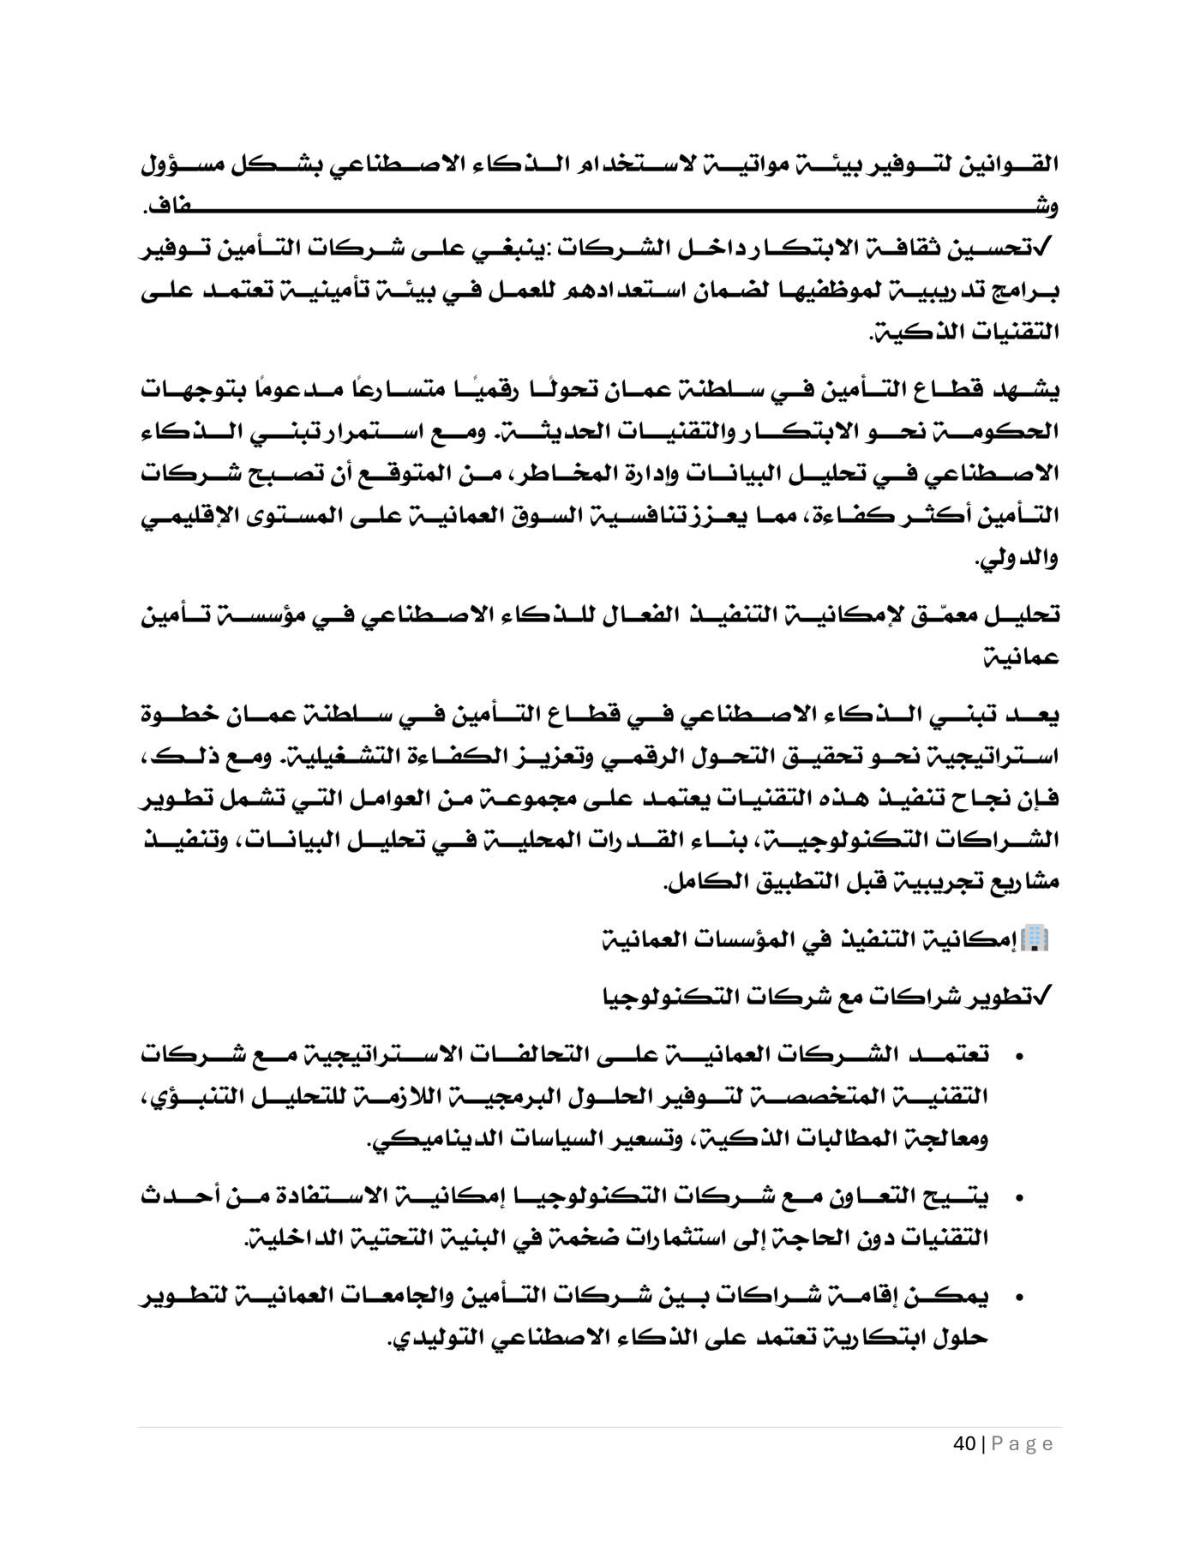 القوانين لتوفير بيئة مواتية لاستخدام الذكاء الاصطناعي بشكل مسؤول
وشفاف.
✓تحسين ثقافة الابتكار داخل الشركات :ينبغي على شركات التأمين توفير
برامج تدريبية لموظفيها لضمان استعدادهم للعمل في بيئة تأمينية تعتمد على
التقنيات الذكية.
يشهد قطاع التأمين في سلطنة عمان تحولًا رقميًا متسارعًا مدعومًا بتوجهات
الحكومة نحو الابتكار والتقنيات الحديثة. ومع استمرار تبني الذكاء
الاصطناعي في تحليل البيانات وإدارة المخاطر، من المتوقع أن تصبح شركات
التأمين أكثر كفاءة، مما يعزز تنافسية السوق العمانية على المستوى الإقليمي
والدولي.
تحليل معمّق لإمكانية التنفيذ الفعال للذكاء الاصطناعي في مؤسسة تأمين
عمانية
يعد تبني الذكاء الاصطناعي في قطاع التأمين في سلطنة عمان خطوة
استراتيجية نحو تحقيق التحول الرقمي وتعزيز الكفاءة التشغيلية. ومع ذلك،
فإن نجاح تنفيذ هذه التقنيات يعتمد على مجموعة من العوامل التي تشمل تطوير
الشراكات التكنولوجية، بناء القدرات المحلية في تحليل البيانات، وتنفيذ
مشاريع تجريبية قبل التطبيق الكامل.
🏢إمكانية التنفيذ في المؤسسات العمانية
✓تطوير شراكات مع شركات التكنولوجيا
• تعتمد الشركات العمانية على التحالفات الاستراتيجية مع شركات
التقنية المتخصصة لتوفير الحلول البرمجية اللازمة للتحليل التنبؤي،
ومعالجة المطالبات الذكية، وتسعير السياسات الديناميكي.
• يتيح التعاون مع شركات التكنولوجيا إمكانية الاستفادة من أحدث
التقنيات دون الحاجة إلى استثمارات ضخمة في البنية التحتية الداخلية.
• يمكن إقامة شراكات بين شركات التأمين والجامعات العمانية لتطوير
حلول ابتكارية تعتمد على الذكاء الاصطناعي التوليدي.
40 | Page